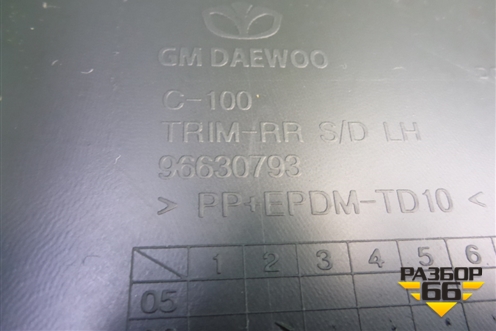 GM DAEWOO
C-100
TRIM-RR S/D LH
96630793
> PP+EPDM-TD10 <
1 2 3 4 5 6
05
РАЗБОР
66